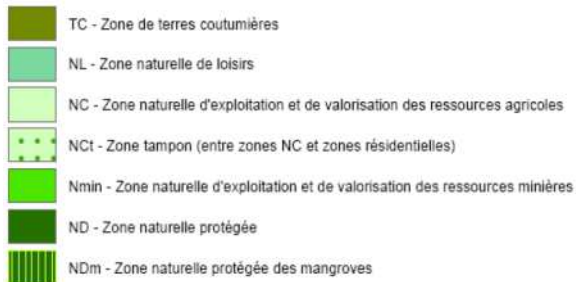 TC - Zone de terres coutumières
NL - Zone naturelle de loisirs
NC - Zone naturelle d'exploitation et de valorisation des ressources agricoles
NCt - Zone tampon (entre zones NC et zones résidentielles)
Nmin - Zone naturelle d'exploitation et de valorisation des ressources minières
ND - Zone naturelle protégée
NDm - Zone naturelle protégée des mangroves